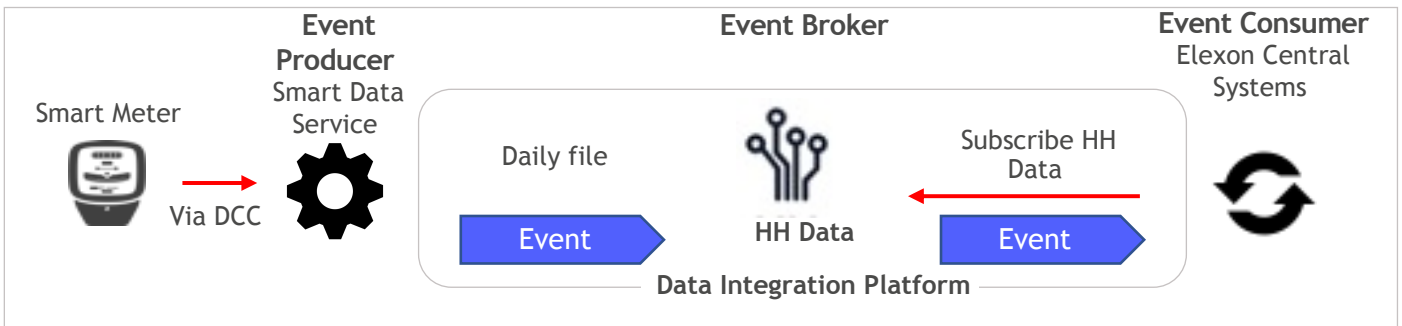 Event
Producer
Smart Data
Service
Event Broker
Event Consumer
Elexon Central
Systems
Smart Meter
Via DCC
Daily file
Event
HH Data
Subscribe HH
Data
Event
Data Integration Platform